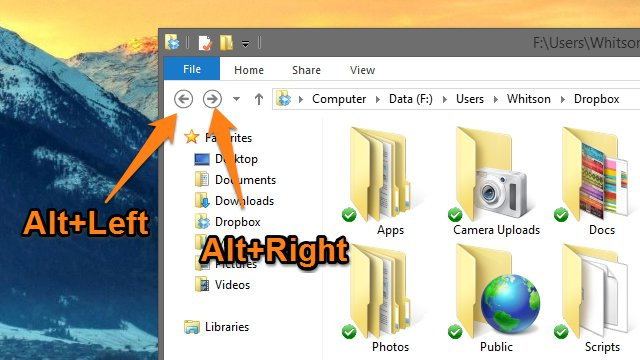 F:\Users\Whitson
File Home Share View
Computer Data (F:) Users Whitson Dropbox
Favorites
Desktop
Documents
Downloads
Dropbox
Pictures
Videos
Libraries
Alt+Left
Alt+Right
Apps Camera Uploads Docs
Photos Public Scripts